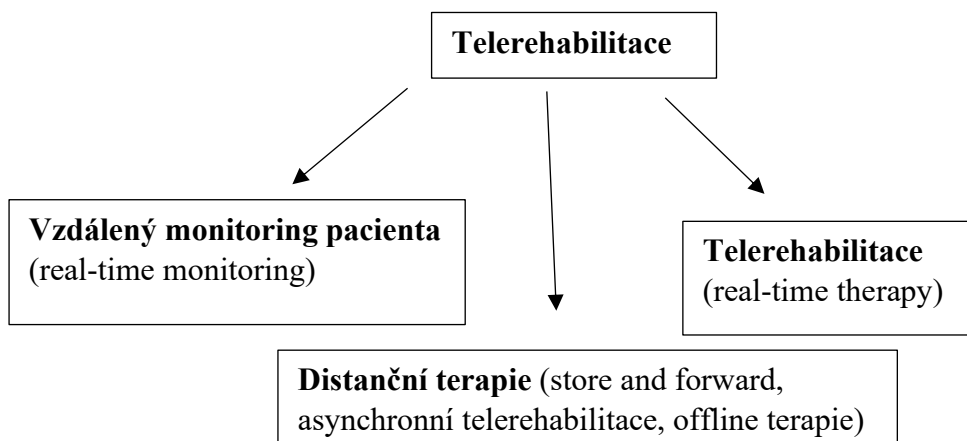 Telerehabilitace
Vzdálený monitoring pacienta
(real-time monitoring)
Telerehabilitace
(real-time therapy)
Distanční terapie (store and forward,
asynchronní telerehabilitace, offline terapie)